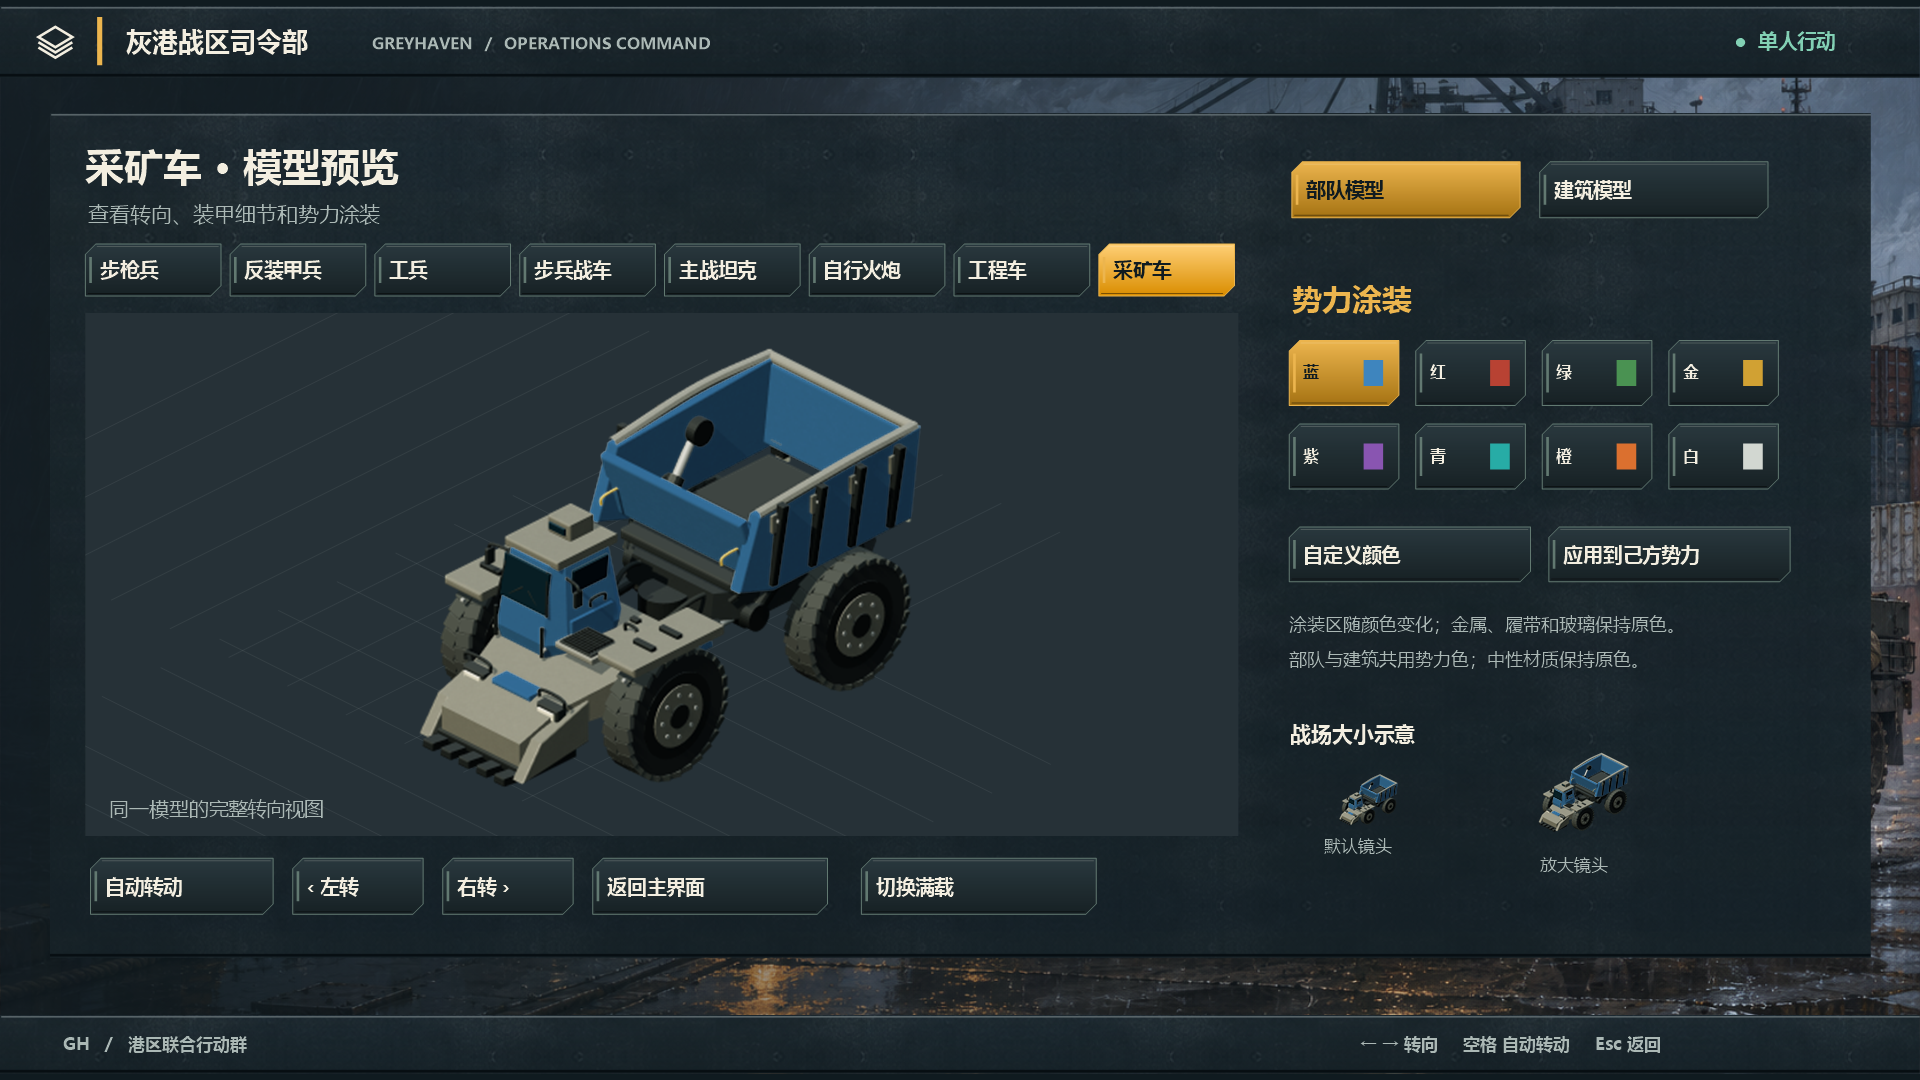 灰港战区司令部
GREYHAVEN / OPERATIONS COMMAND
单人行动
采矿车·模型预览
查看转向、装甲细节和势力涂装
部队模型
建筑模型
步枪兵
反装甲兵
工兵
步兵战车
主战坦克
自行火炮
工程车
采矿车
势力涂装
蓝
红
绿
金
紫
青
橙
白
自定义颜色
应用到己方势力
涂装区随颜色变化；金属、履带和玻璃保持原色。
部队与建筑共用势力色；中性材质保持原色。
战场大小示意
默认镜头
放大镜头
同一模型的完整转向视图
自动转动
‹ 左转
右转 ›
返回主界面
切换满载
GH / 港区联合行动群
←→ 转向 空格 自动转动 Esc 返回